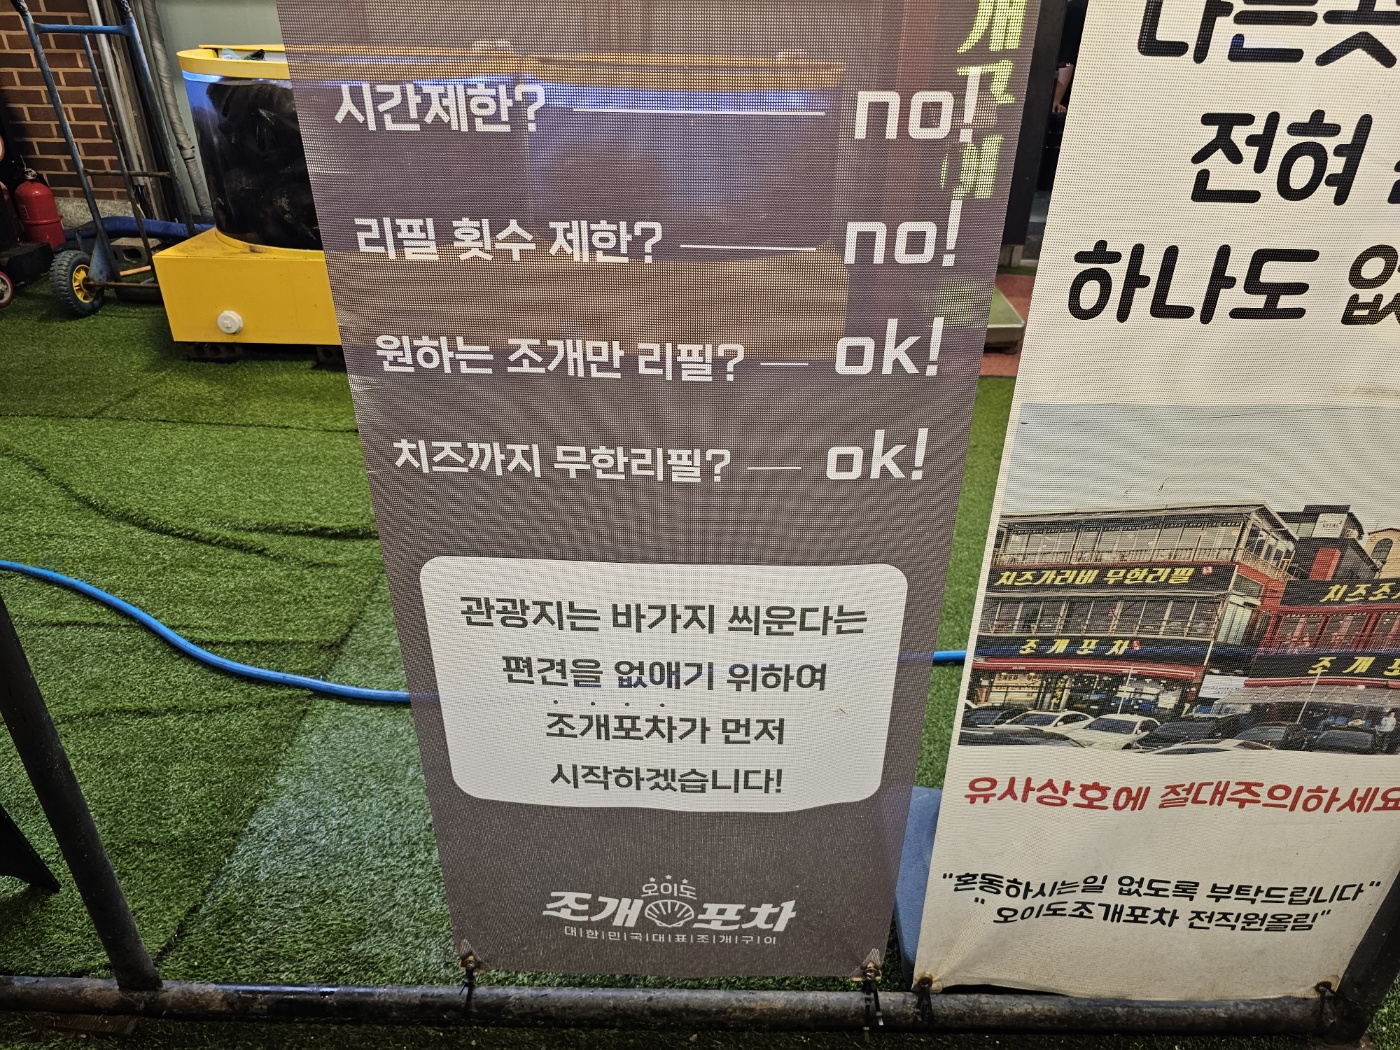 시간제한? no!
리필 횟수 제한? no!
원하는 조개만 리필? ok!
치즈까지 무한리필? ok!
관광지는 바가지 씌운다는
편견을 없애기 위하여
조개포차가 먼저
시작하겠습니다!
오이도
조개포차
대|한|민|국|대|표|조|개|구|이
전혀
하나도
치즈가리비 무한리필
조개포차
유사상호에 절대주의하세요
"혼동하시는일 없도록 부탁드립니다"
"오이도조개포차 전직원올림"